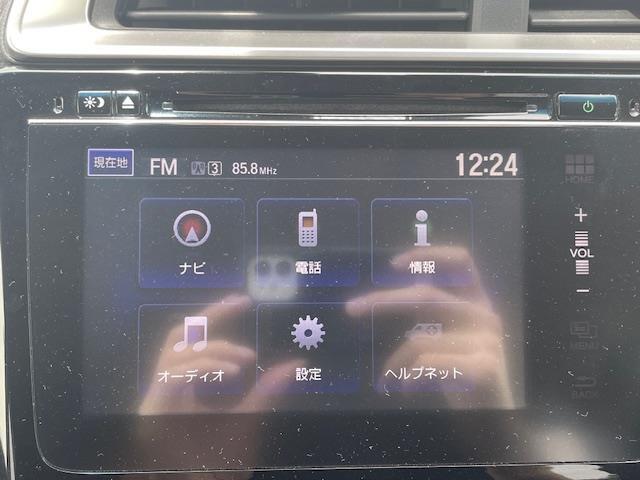 現在地 FM 3 85.8MHz 12:24
HOME
ナビ 電話 情報
+
VOL
-
オーディオ 設定 ヘルプネット
MENU
BACK